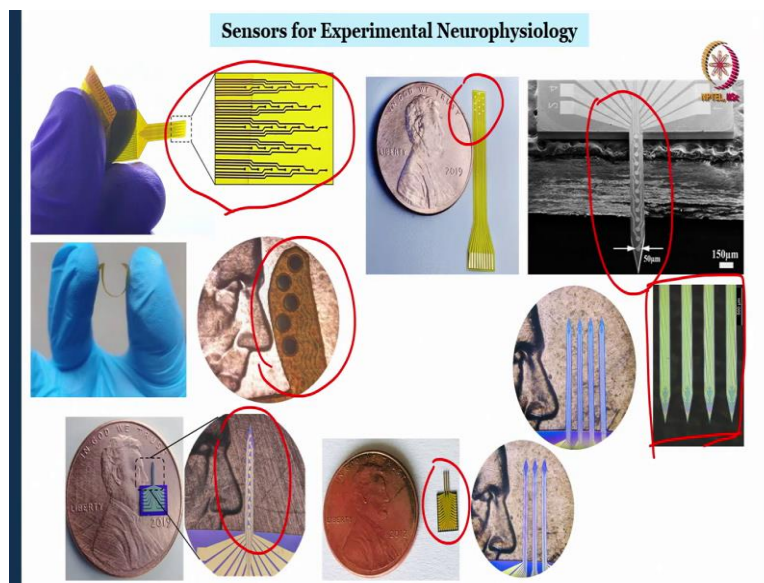 Sensors for Experimental Neurophysiology
NPTEL, IISc
IN GOD WE TRUST
LIBERTY
2019
50µm
150µm
IN GOD WE TRUST
LIBERTY
2019